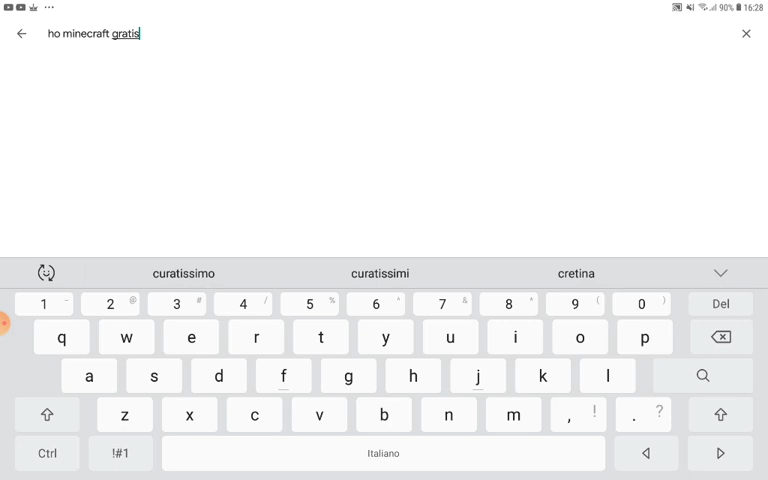 90% 16:28
ho minecraft gratis
curatissimo curatissimi cretina
1 - 2 @ 3 # 4 / 5 % 6 ^ 7 & 8 * 9 ( 0 ) Del
q w e r t y u i o p
a s d f g h j k l
z x c v b n m , ! . ?
Ctrl !#1 Italiano